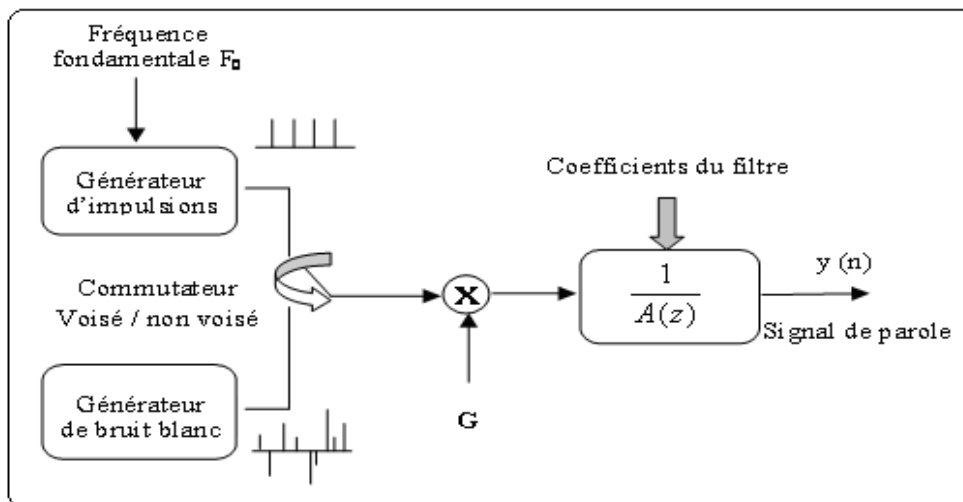 Fréquence
fondamentale F₀
Générateur
d'impulsions
Commutateur
Voisé / non voisé
Générateur
de bruit blanc
X
G
Coefficients du filtre
1
A(z)
y (n)
Signal de parole